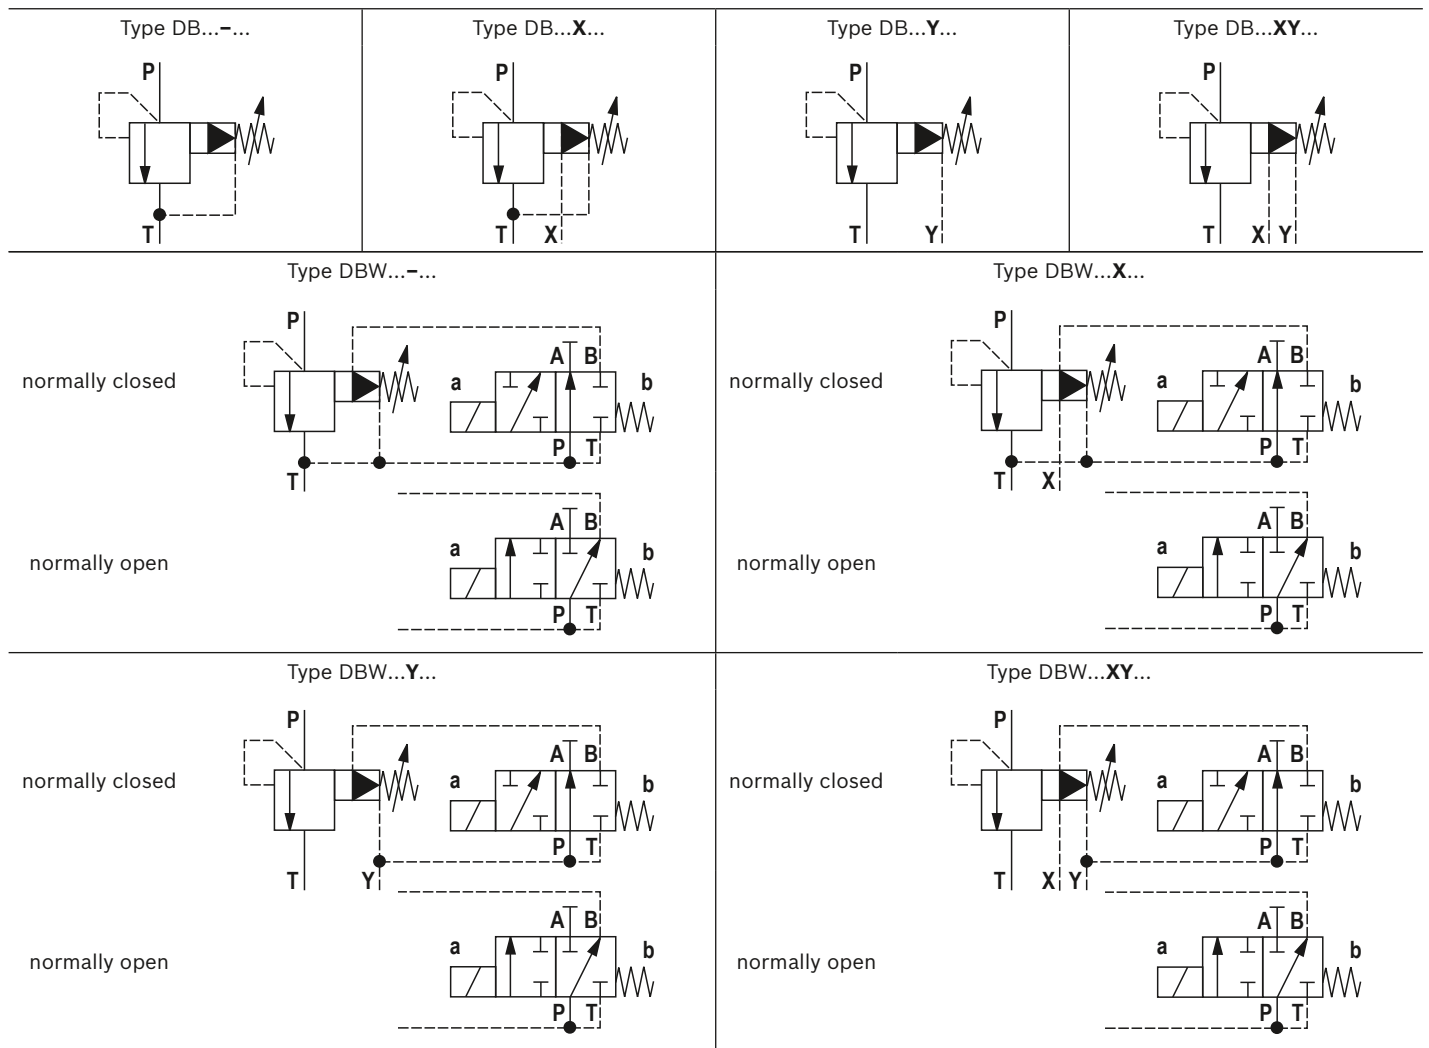 Type DB...–...
Type DB...X...
Type DB...Y...
Type DB...XY...
P
P
P
P
T
T X
T Y
T X Y
Type DBW...–...
Type DBW...X...
P
A B
a b
normally closed
P T
T
P
A B
a b
normally closed
P T
T X
A B
a b
normally open
P T
A B
a b
normally open
P T
Type DBW...Y...
Type DBW...XY...
P
A B
a b
normally closed
P T
T Y
P
A B
a b
normally closed
P T
T X Y
A B
a b
normally open
P T
A B
a b
normally open
P T